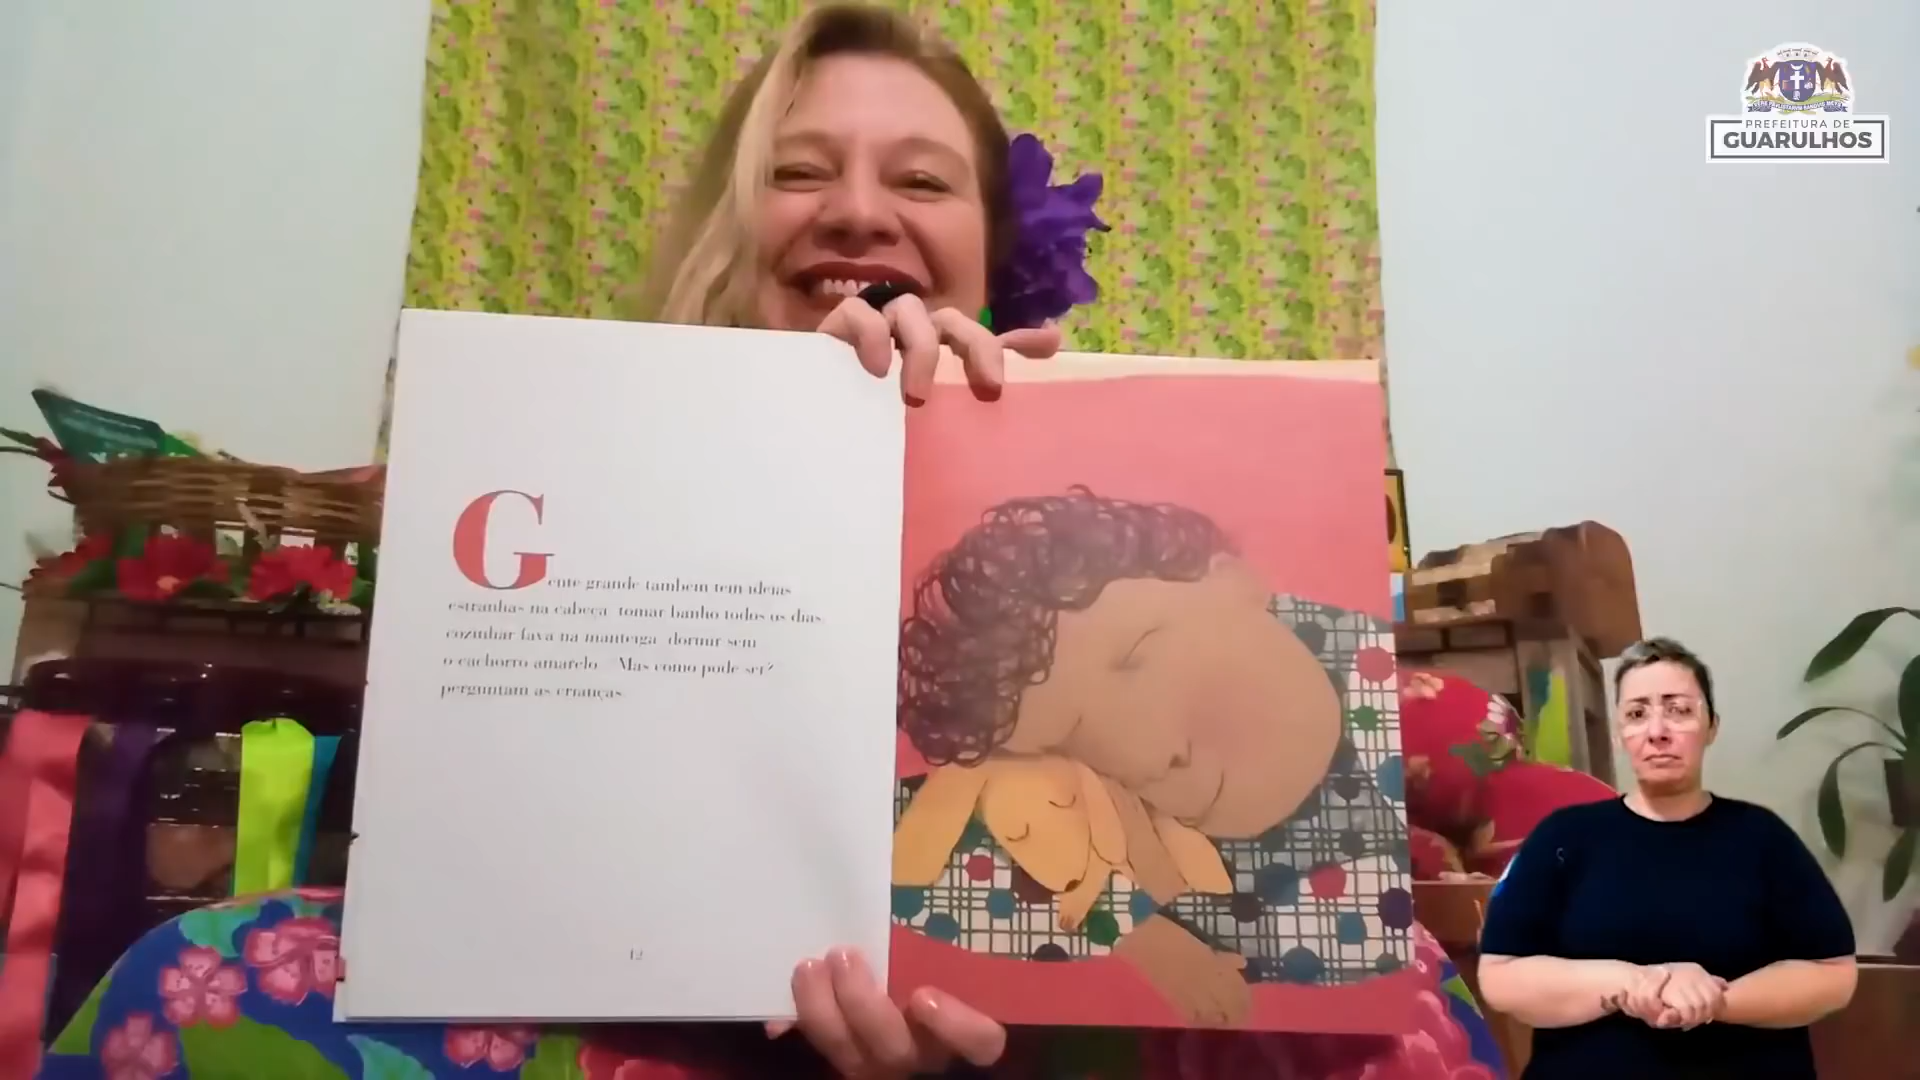 PREFEITURA DE
GUARULHOS
Gente grande também tem ideias
estranhas na cabeça: tomar banho todos os dias,
cozinhar fava na manteiga, dormir sem
o cachorro amarelo... Mas como pode ser?
perguntam as crianças.
12